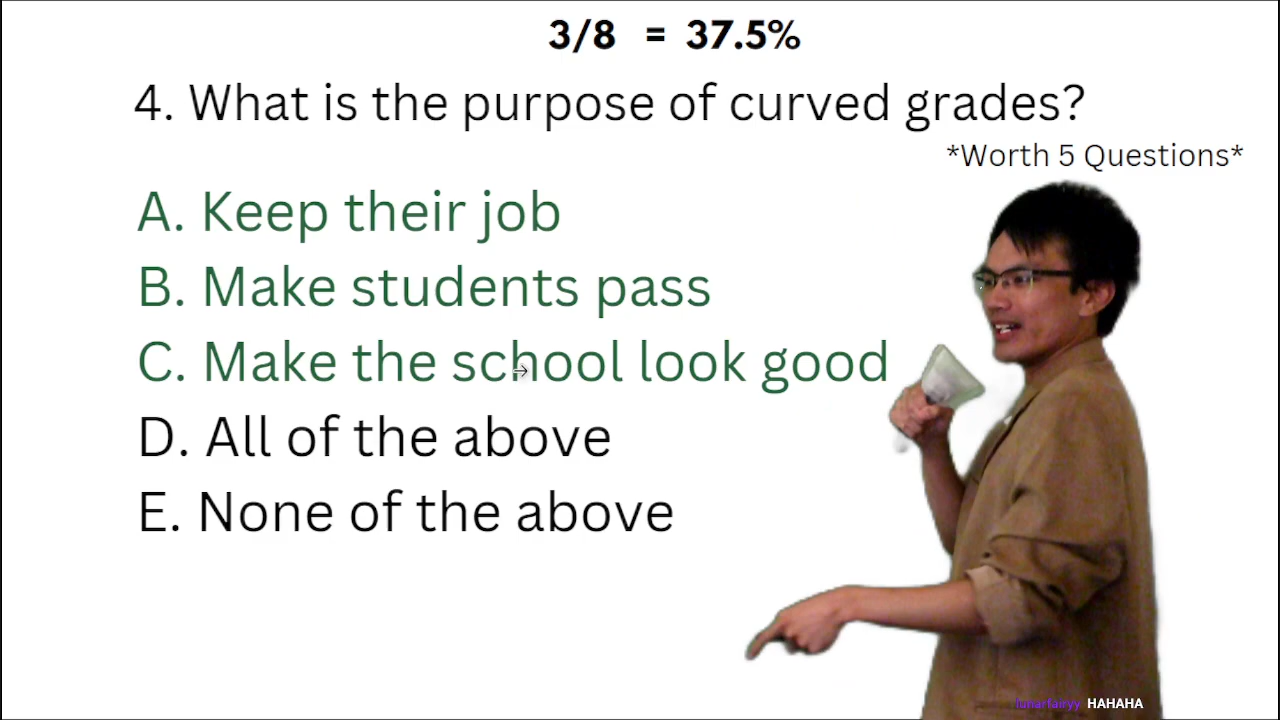 3/8 = 37.5%
4. What is the purpose of curved grades?
*Worth 5 Questions*
A. Keep their job
B. Make students pass
C. Make the school look good
D. All of the above
E. None of the above
lunarfairyy HAHAHA